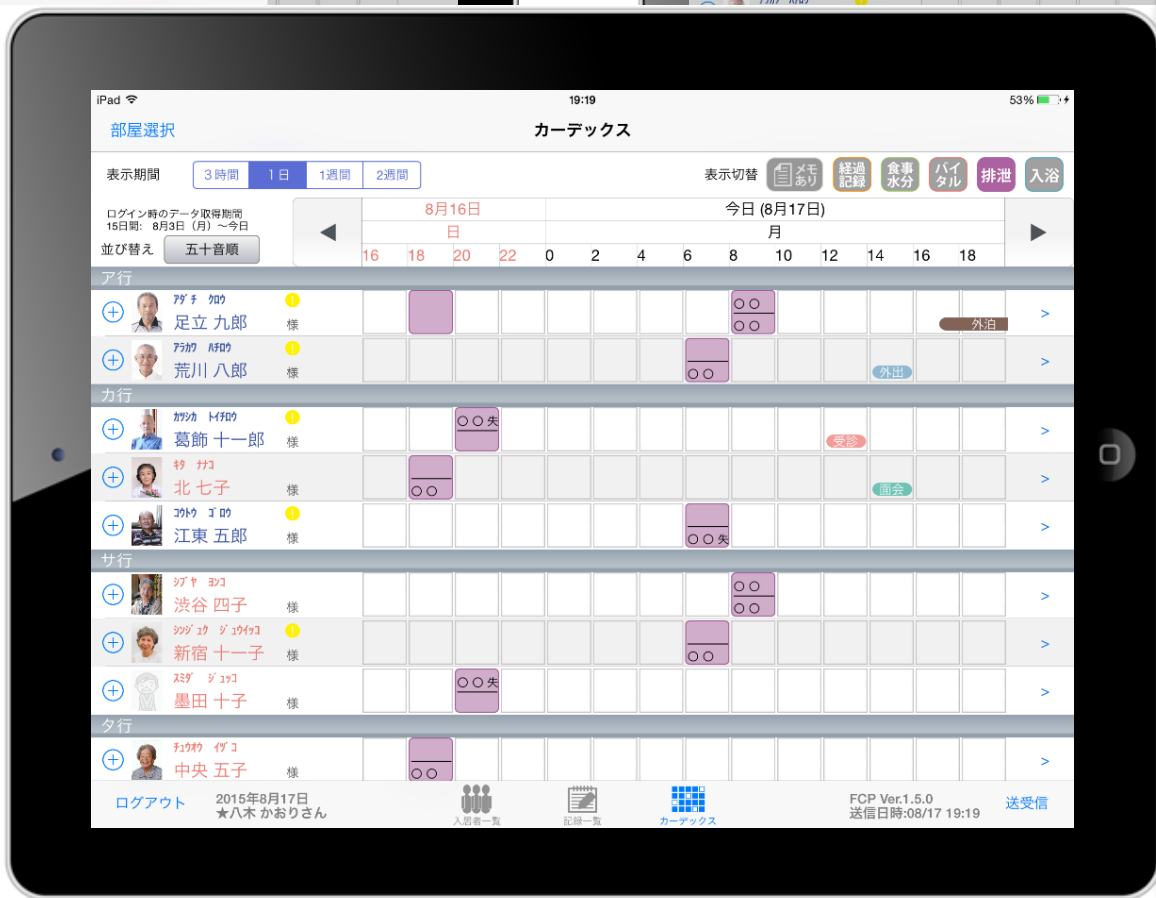 iPad 19:19 53%
部屋選択 カーデックス
表示期間 3時間 1日 1週間 2週間 表示切替 メモあり 経過記録 食事水分 バイタル 排泄 入浴
ログイン時のデータ取得期間
15日間: 8月3日（月）～今日
並び替え 五十音順
8月16日 今日 (8月17日)
日 月
16 18 20 22 0 2 4 6 8 10 12 14 16 18
ア行
アダチ クロウ
足立 九郎 様 外泊
アラカワ ハチロウ
荒川 八郎 様 外出
カ行
カツシカ トイチロウ
葛飾 十一郎 様 〇〇失 受診
キタ ナナコ
北 七子 様 〇〇 面会
コウトウ ゴロウ
江東 五郎 様 〇〇失
サ行
シブヤ ヨンコ
渋谷 四子 様
シンジュク ジュウイッコ
新宿 十一子 様 〇〇
スミダ ジュッコ
墨田 十子 様 〇〇失
タ行
チュウオウ イツコ
中央 五子 様 〇〇
ログアウト 2015年8月17日
★八木 かおりさん
入居者一覧 記録一覧 カーデックス
FCP Ver.1.5.0
送信日時:08/17 19:19
送受信